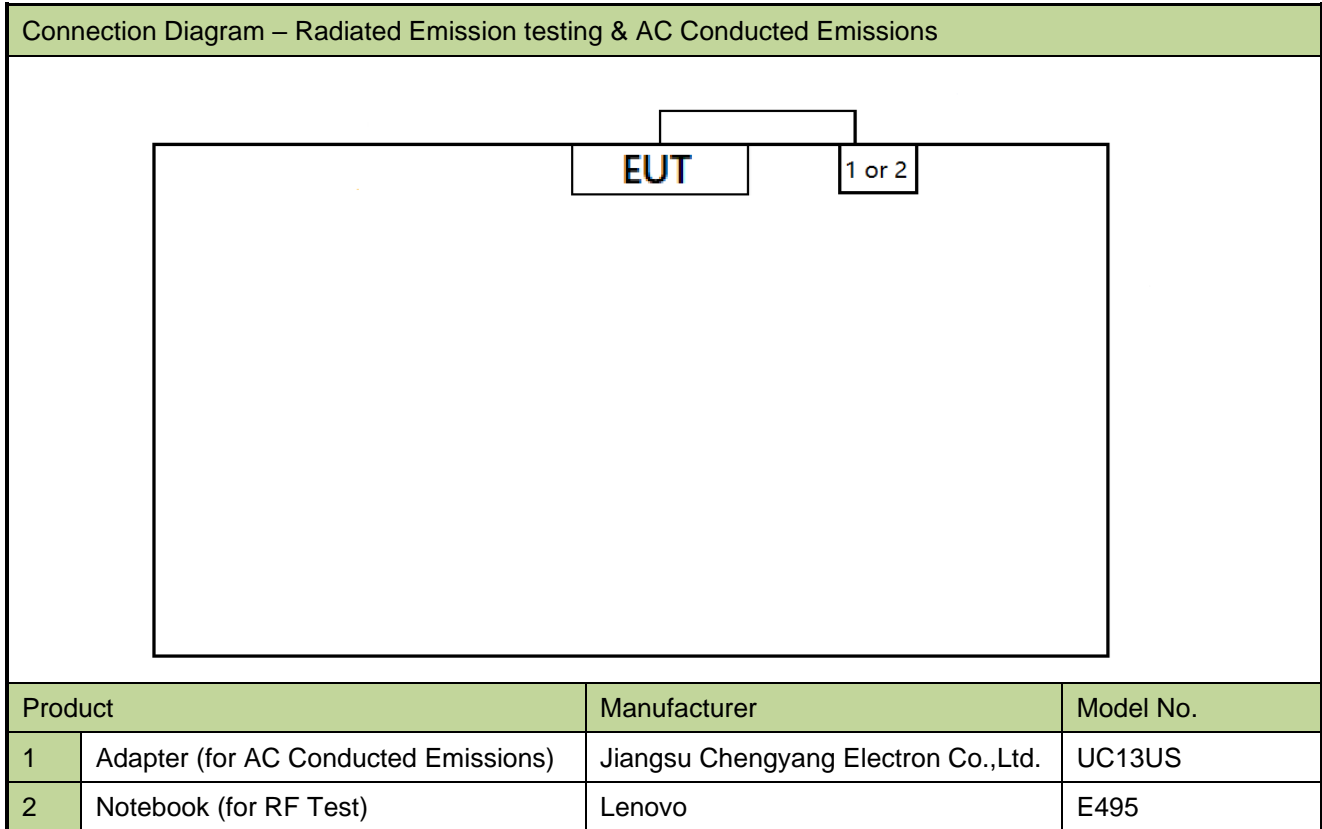 Connection Diagram – Radiated Emission testing & AC Conducted Emissions
EUT
1 or 2
Product Manufacturer Model No.
1 Adapter (for AC Conducted Emissions) Jiangsu Chengyang Electron Co.,Ltd. UC13US
2 Notebook (for RF Test) Lenovo E495